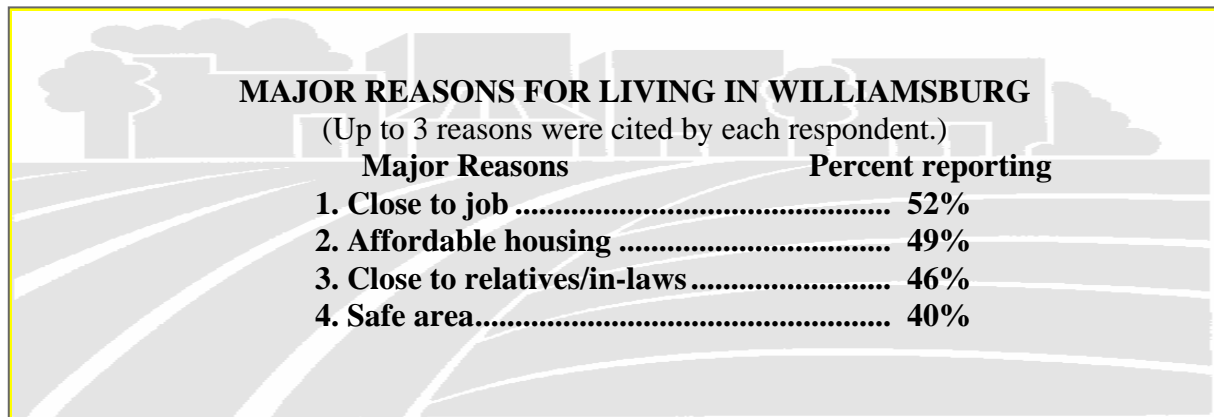 MAJOR REASONS FOR LIVING IN WILLIAMSBURG
(Up to 3 reasons were cited by each respondent.)
Major Reasons Percent reporting
1. Close to job .............................................. 52%
2. Affordable housing ......................................... 49%
3. Close to relatives/in-laws .............................. 46%
4. Safe area................................................... 40%